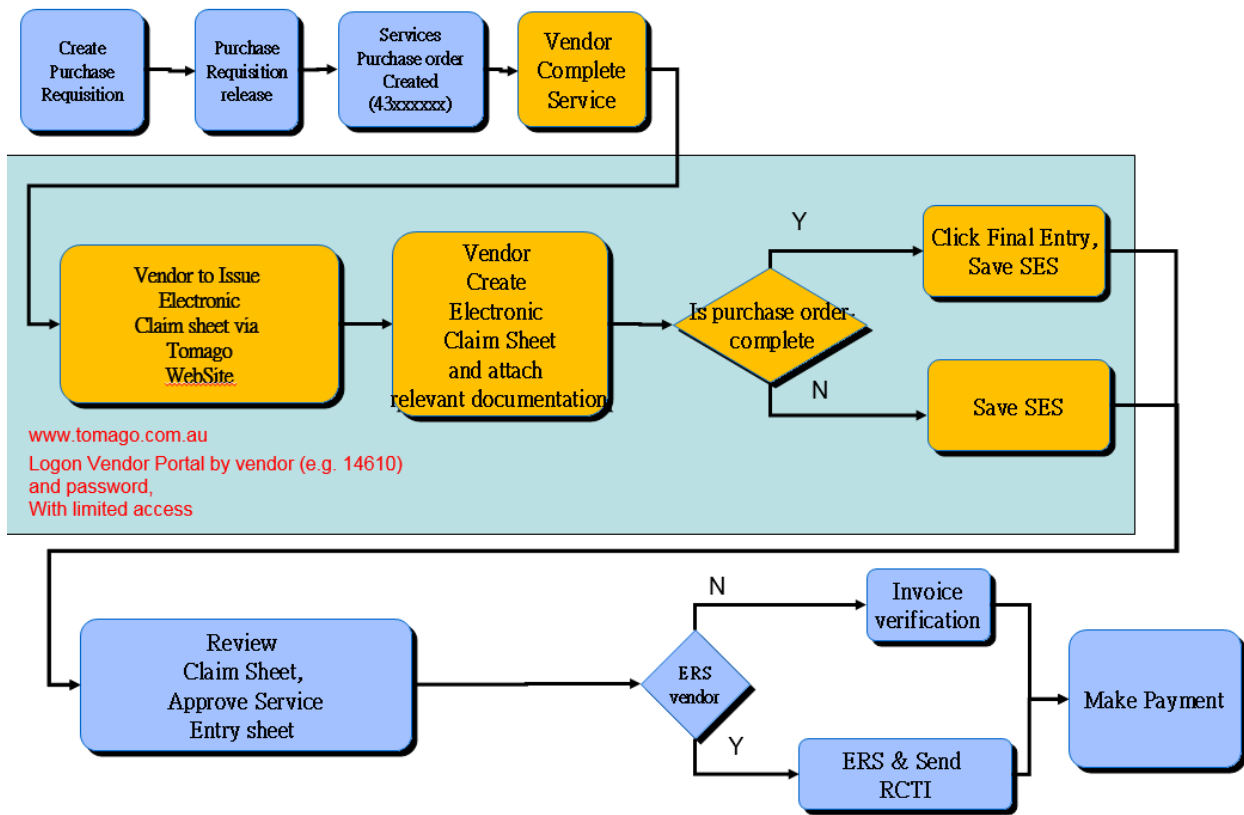 Create
Purchase
Requisition
Purchase
Requisition
release
Services
Purchase order
Created
(43xxxxxx)
Vendor
Complete
Service
Vendor to Issue
Electronic
Claim sheet via
Tomago
WebSite
Vendor
Create
Electronic
Claim Sheet
and attach
relevant documentation
Is purchase order-
complete
Y
N
Click Final Entry,
Save SES
Save SES
www.tomago.com.au
Logon Vendor Portal by vendor (e.g. 14610)
and password,
With limited access
Review
Claim Sheet,
Approve Service
Entry sheet
ERS
vendor
N
Y
Invoice
verification
ERS & Send
RCTI
Make Payment